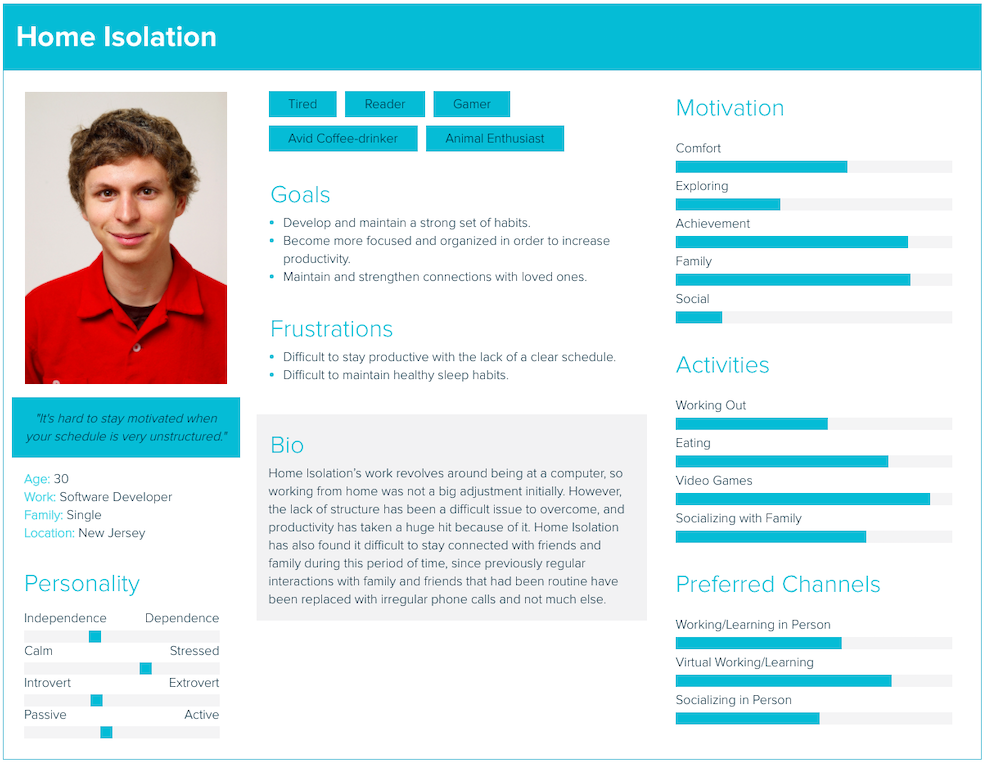 Home Isolation
"It's hard to stay motivated when
your schedule is very unstructured."
Age: 30
Work: Software Developer
Family: Single
Location: New Jersey
Personality
Independence Dependence
Calm Stressed
Introvert Extrovert
Passive Active
Tired Reader Gamer
Avid Coffee-drinker Animal Enthusiast
Goals
• Develop and maintain a strong set of habits.
• Become more focused and organized in order to increase
productivity.
• Maintain and strengthen connections with loved ones.
Frustrations
• Difficult to stay productive with the lack of a clear schedule.
• Difficult to maintain healthy sleep habits.
Bio
Home Isolation's work revolves around being at a computer, so
working from home was not a big adjustment initially. However,
the lack of structure has been a difficult issue to overcome, and
productivity has taken a huge hit because of it. Home Isolation
has also found it difficult to stay connected with friends and
family during this period of time, since previously regular
interactions with family and friends that had been routine have
been replaced with irregular phone calls and not much else.
Motivation
Comfort
Exploring
Achievement
Family
Social
Activities
Working Out
Eating
Video Games
Socializing with Family
Preferred Channels
Working/Learning in Person
Virtual Working/Learning
Socializing in Person